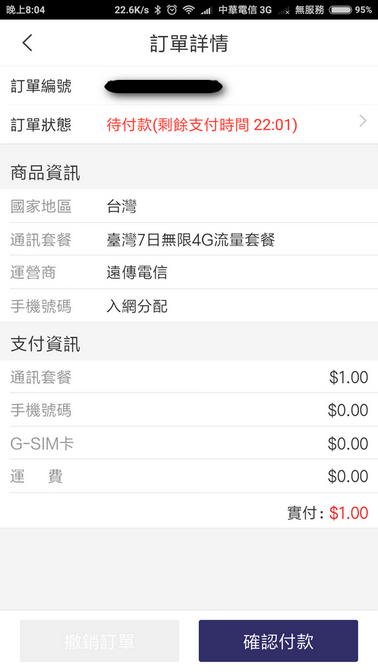 晚上8:04 22.6K/s 中華電信 3G 無服務 95%
訂單詳情
訂單編號
訂單狀態 待付款(剩餘支付時間 22:01)
商品資訊
國家地區 台灣
通訊套餐 臺灣7日無限4G流量套餐
運營商 遠傳電信
手機號碼 入網分配
支付資訊
通訊套餐 $1.00
手機號碼 $0.00
G-SIM卡 $0.00
運 費 $0.00
實付: $1.00
撤銷訂單 確認付款